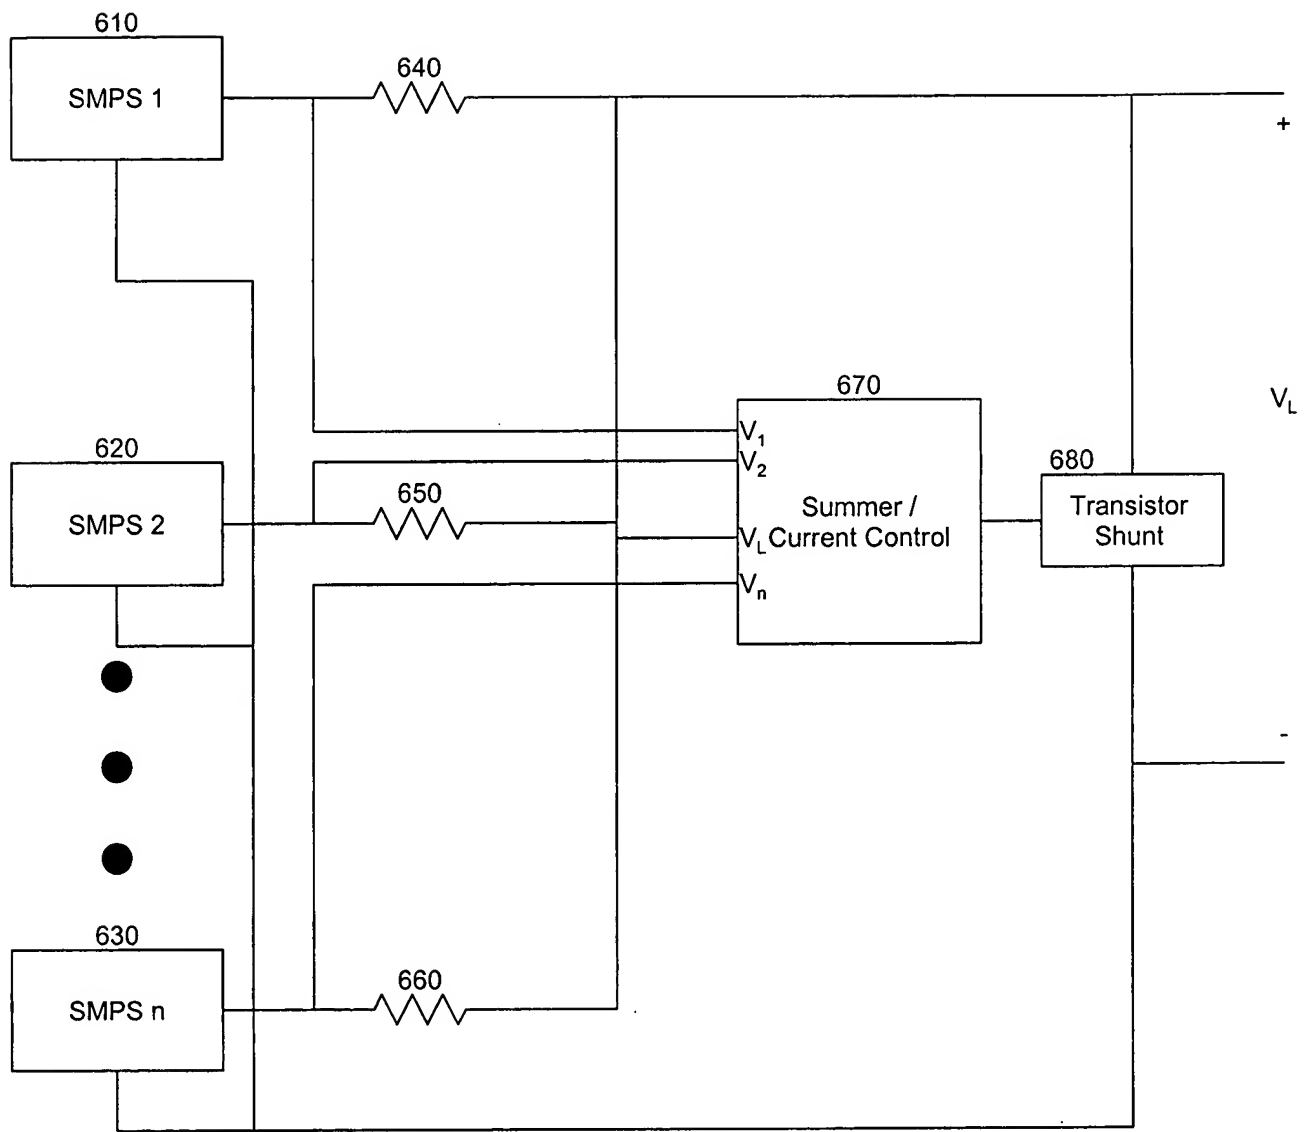 610
SMPS 1
640
+
670
V_L
V_1
620
V_2
680
650
SMPS 2
Summer /
Current Control
Transistor
Shunt
V_L
V_n
-
630
660
SMPS n